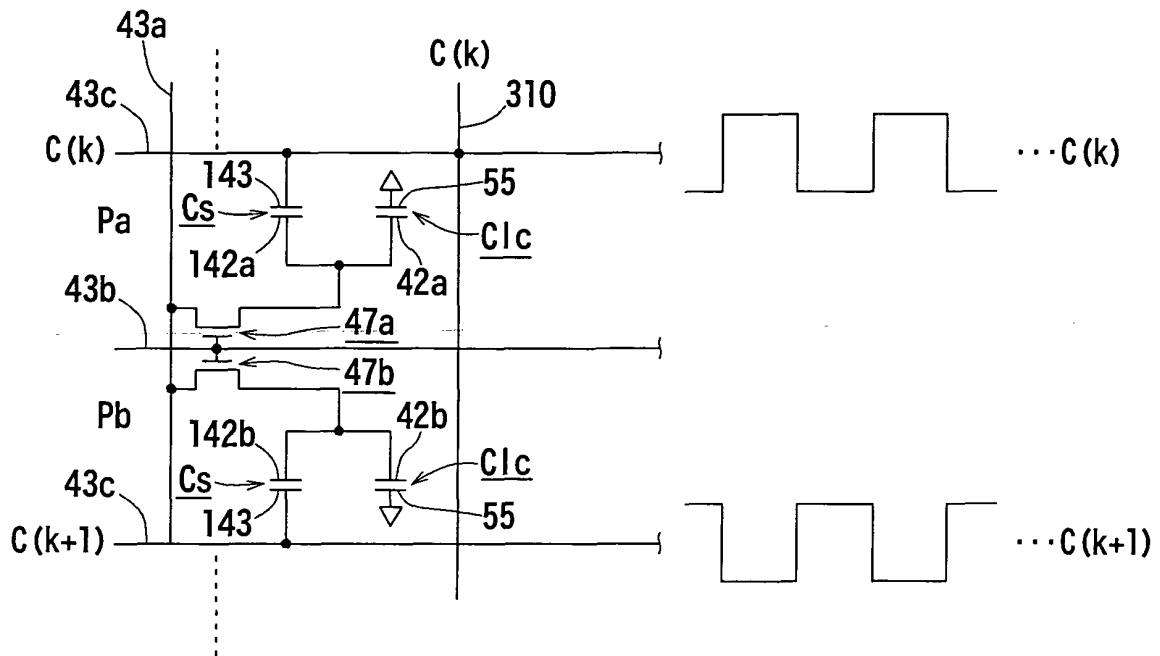 43a
C(k)
43c
310
C(k)
143
55
···C(k)
Pa
Cs
Clc
142a
42a
43b
47a
47b
Pb
142b
42b
43c
Cs
Clc
143
55
C(k+1)
···C(k+1)